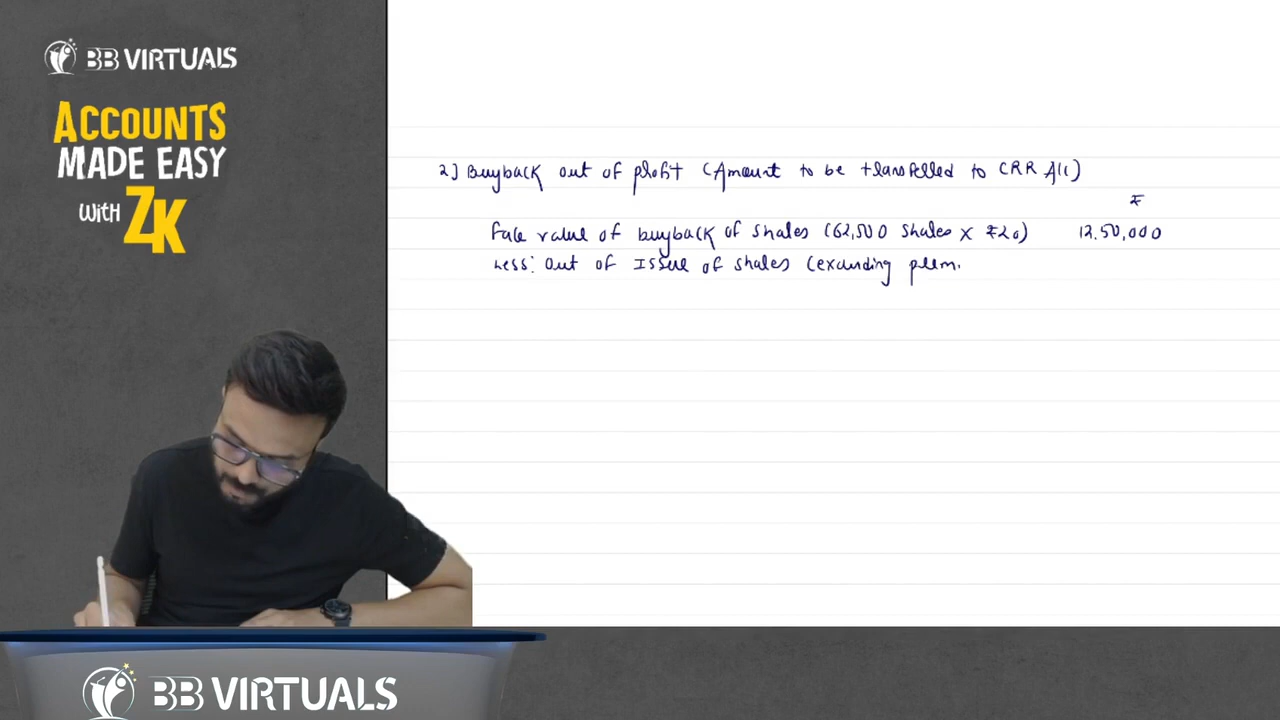 BB VIRTUALS
ACCOUNTS
MADE EASY
with ZK
2] Buyback out of profit (Amount to be transferred to CRR A/c)
₹
Face value of buyback of shares (62,500 shares x ₹20) 12,50,000
Less: Out of Issue of shares (excluding prem.
BB VIRTUALS